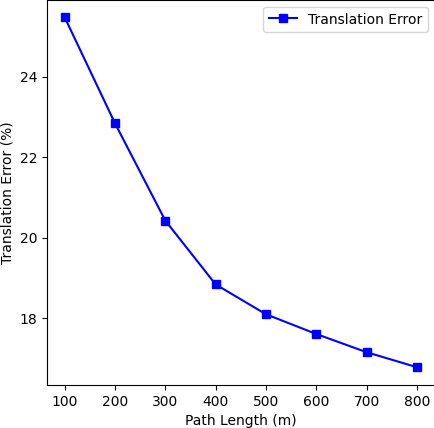 Translation Error
24
22
20
18
Translation Error (%)
100 200 300 400 500 600 700 800
Path Length (m)